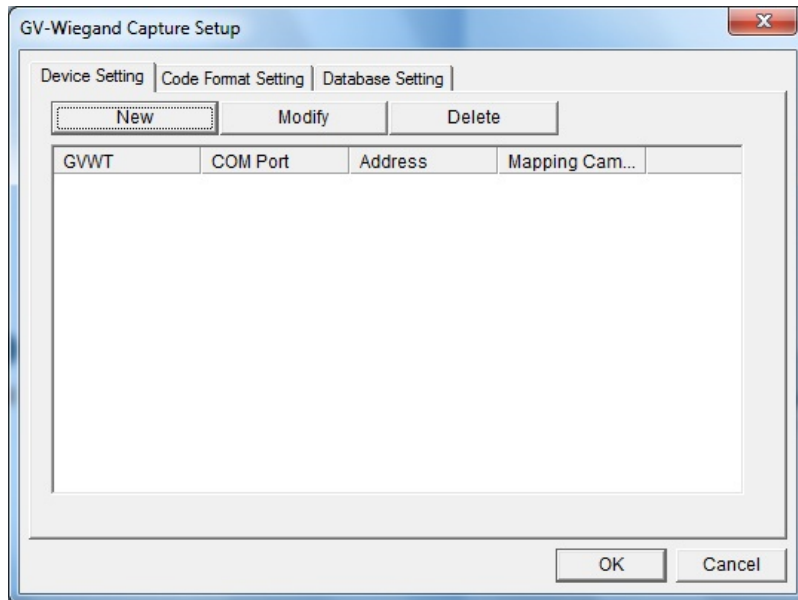 GV-Wiegand Capture Setup
Device Setting Code Format Setting Database Setting
New Modify Delete
GVWT COM Port Address Mapping Cam...
OK Cancel